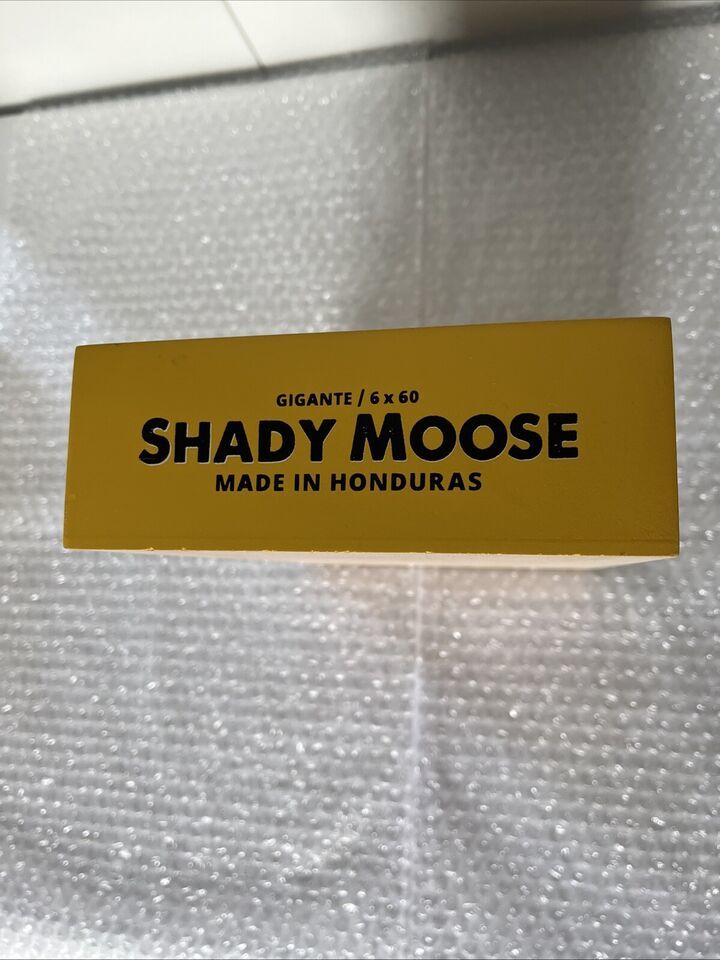 GIGANTE / 6 x 60
SHADY MOOSE
MADE IN HONDURAS